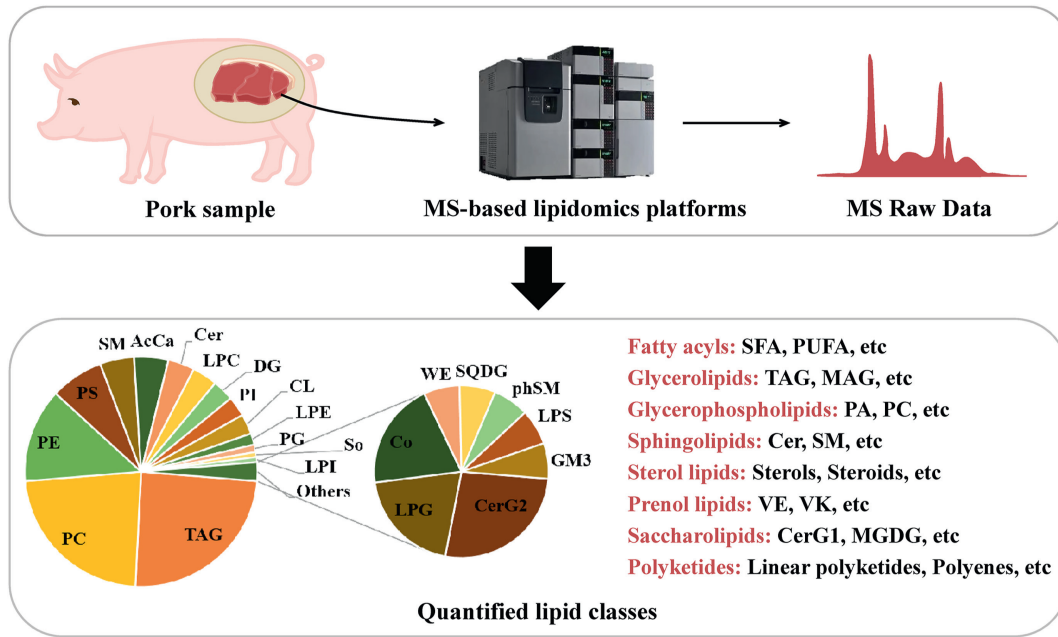 Pork sample
MS-based lipidomics platforms
MS Raw Data
SM
AcCa
Cer
LPC
DG
PI
CL
LPE
PG
So
LPI
Others
PS
PE
PC
TAG
WE
SQDG
phSM
LPS
GM3
Co
LPG
CerG2
Fatty acyls: SFA, PUFA, etc
Glycerolipids: TAG, MAG, etc
Glycerophospholipids: PA, PC, etc
Sphingolipids: Cer, SM, etc
Sterol lipids: Sterols, Steroids, etc
Prenol lipids: VE, VK, etc
Saccharolipids: CerG1, MGDG, etc
Polyketides: Linear polyketides, Polyenes, etc
Quantified lipid classes